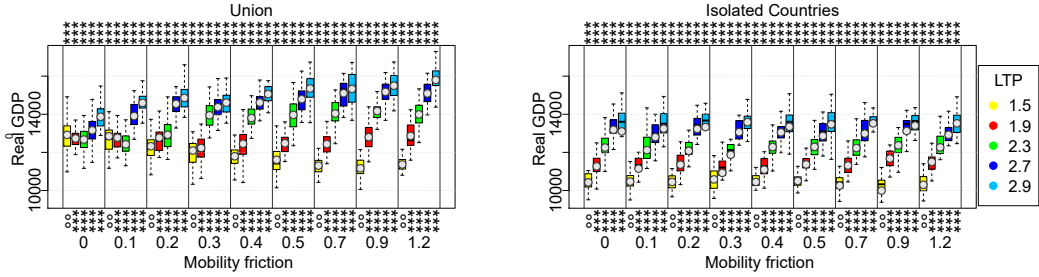 Union
Real GDP
14000
10000
0 0.1 0.2 0.3 0.4 0.5 0.7 0.9 1.2
Mobility friction
Isolated Countries
Real GDP
14000
10000
0 0.1 0.2 0.3 0.4 0.5 0.7 0.9 1.2
Mobility friction
LTP
1.5
1.9
2.3
2.7
2.9